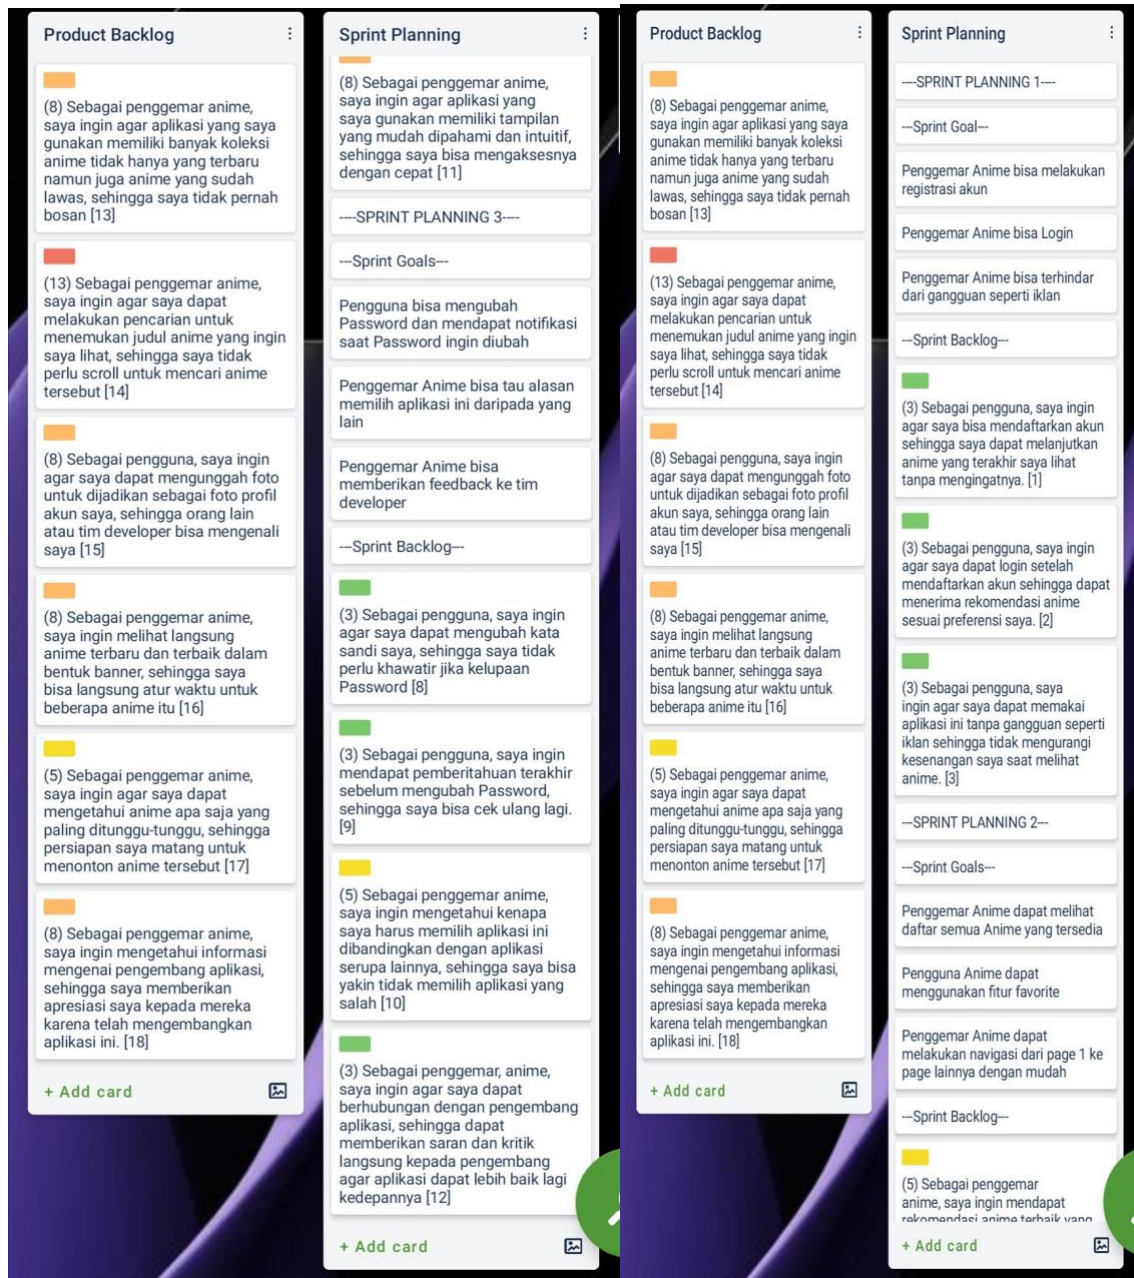 Product Backlog
(8) Sebagai penggemar anime,
saya ingin agar aplikasi yang saya
gunakan memiliki banyak koleksi
anime tidak hanya yang terbaru
namun juga anime yang sudah
lawas, sehingga saya tidak pernah
bosan [13]
(13) Sebagai penggemar anime,
saya ingin agar saya dapat
melakukan pencarian untuk
menemukan judul anime yang ingin
saya lihat, sehingga saya tidak
perlu scroll untuk mencari anime
tersebut [14]
(8) Sebagai pengguna, saya ingin
agar saya dapat mengunggah foto
untuk dijadikan sebagai foto profil
akun saya, sehingga orang lain
atau tim developer bisa mengenali
saya [15]
(8) Sebagai penggemar anime,
saya ingin melihat langsung
anime terbaru dan terbaik dalam
bentuk banner, sehingga saya
bisa langsung atur waktu untuk
beberapa anime itu [16]
(5) Sebagai penggemar anime,
saya ingin agar saya dapat
mengetahui anime apa saja yang
paling ditunggu-tunggu, sehingga
persiapan saya matang untuk
menonton anime tersebut [17]
(8) Sebagai penggemar anime,
saya ingin mengetahui informasi
mengenai pengembang aplikasi,
sehingga saya memberikan
apresiasi saya kepada mereka
karena telah mengembangkan
aplikasi ini. [18]
+ Add card
Sprint Planning
(8) Sebagai penggemar anime,
saya ingin agar aplikasi yang
saya gunakan memiliki tampilan
yang mudah dipahami dan intuitif,
sehingga saya bisa mengaksesnya
dengan cepat [11]
----SPRINT PLANNING 3----
---Sprint Goals---
Pengguna bisa mengubah
Password dan mendapat notifikasi
saat Password ingin diubah
Penggemar Anime bisa tau alasan
memilih aplikasi ini daripada yang
lain
Penggemar Anime bisa
memberikan feedback ke tim
developer
---Sprint Backlog---
(3) Sebagai pengguna, saya ingin
agar saya dapat mengubah kata
sandi saya, sehingga saya tidak
perlu khawatir jika kelupaan
Password [8]
(3) Sebagai pengguna, saya ingin
mendapat pemberitahuan terakhir
sebelum mengubah Password,
sehingga saya bisa cek ulang lagi.
[9]
(5) Sebagai penggemar anime,
saya ingin mengetahui kenapa
saya harus memilih aplikasi ini
dibandingkan dengan aplikasi
serupa lainnya, sehingga saya bisa
yakin tidak memilih aplikasi yang
salah [10]
(3) Sebagai penggemar, anime,
saya ingin agar saya dapat
berhubungan dengan pengembang
aplikasi, sehingga dapat
memberikan saran dan kritik
langsung kepada pengembang
agar aplikasi dapat lebih baik lagi
kedepannya [12]
+ Add card
Product Backlog
(8) Sebagai penggemar anime,
saya ingin agar aplikasi yang saya
gunakan memiliki banyak koleksi
anime tidak hanya yang terbaru
namun juga anime yang sudah
lawas, sehingga saya tidak pernah
bosan [13]
(13) Sebagai penggemar anime,
saya ingin agar saya dapat
melakukan pencarian untuk
menemukan judul anime yang ingin
saya lihat, sehingga saya tidak
perlu scroll untuk mencari anime
tersebut [14]
(8) Sebagai pengguna, saya ingin
agar saya dapat mengunggah foto
untuk dijadikan sebagai foto profil
akun saya, sehingga orang lain
atau tim developer bisa mengenali
saya [15]
(8) Sebagai penggemar anime,
saya ingin melihat langsung
anime terbaru dan terbaik dalam
bentuk banner, sehingga saya
bisa langsung atur waktu untuk
beberapa anime itu [16]
(5) Sebagai penggemar anime,
saya ingin agar saya dapat
mengetahui anime apa saja yang
paling ditunggu-tunggu, sehingga
persiapan saya matang untuk
menonton anime tersebut [17]
(8) Sebagai penggemar anime,
saya ingin mengetahui informasi
mengenai pengembang aplikasi,
sehingga saya memberikan
apresiasi saya kepada mereka
karena telah mengembangkan
aplikasi ini. [18]
+ Add card
Sprint Planning
----SPRINT PLANNING 1----
---Sprint Goal---
Penggemar Anime bisa melakukan
registrasi akun
Penggemar Anime bisa Login
Penggemar Anime bisa terhindar
dari gangguan seperti iklan
---Sprint Backlog---
(3) Sebagai pengguna, saya ingin
agar saya bisa mendaftarkan akun
sehingga saya dapat melanjutkan
anime yang terakhir saya lihat
tanpa mengingatnya. [1]
(3) Sebagai pengguna, saya ingin
agar saya dapat login setelah
mendaftarkan akun sehingga dapat
menerima rekomendasi anime
sesuai preferensi saya. [2]
(3) Sebagai pengguna, saya
ingin agar saya dapat memakai
aplikasi ini tanpa gangguan seperti
iklan sehingga tidak mengurangi
kesenangan saya saat melihat
anime. [3]
---SPRINT PLANNING 2---
---Sprint Goals---
Penggemar Anime dapat melihat
daftar semua Anime yang tersedia
Pengguna Anime dapat
menggunakan fitur favorite
Penggemar Anime dapat
melakukan navigasi dari page 1 ke
page lainnya dengan mudah
---Sprint Backlog---
(5) Sebagai penggemar
anime, saya ingin mendapat
rekomendasi anime terbaik yang
+ Add card